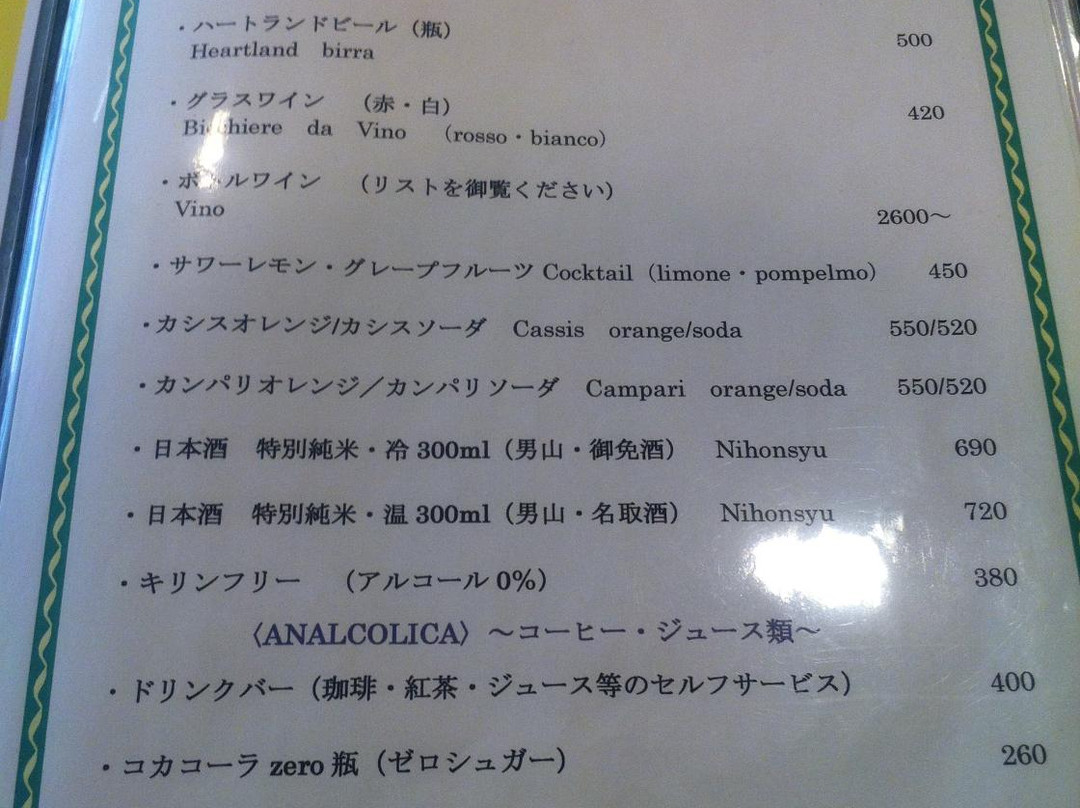 ・ハートランドビール（瓶） 500
Heartland birra
・グラスワイン （赤・白） 420
da Vino （rosso・bianco）
・ （リストを御覧ください）
Vino 2600～
・サワーレモン・グレープフルーツ Cocktail（limone・pompelmo） 450
・カシスオレンジ/カシスソーダ Cassis orange/soda 550/520
・カンパリオレンジ／カンパリソーダ Campari orange/soda 550/520
・日本酒 特別純米・冷 300ml（男山・御免酒） Nihonsyu 690
・日本酒 特別純米・温 300ml（男山・名取酒） Nihonsyu 720
・キリンフリー （アルコール 0%） 380
〈ANALCOLICA〉～コーヒー・ジュース類～
・ドリンクバー（珈琲・紅茶・ジュース等のセルフサービス） 400
・コカコーラ zero 瓶（ゼロシュガー） 260